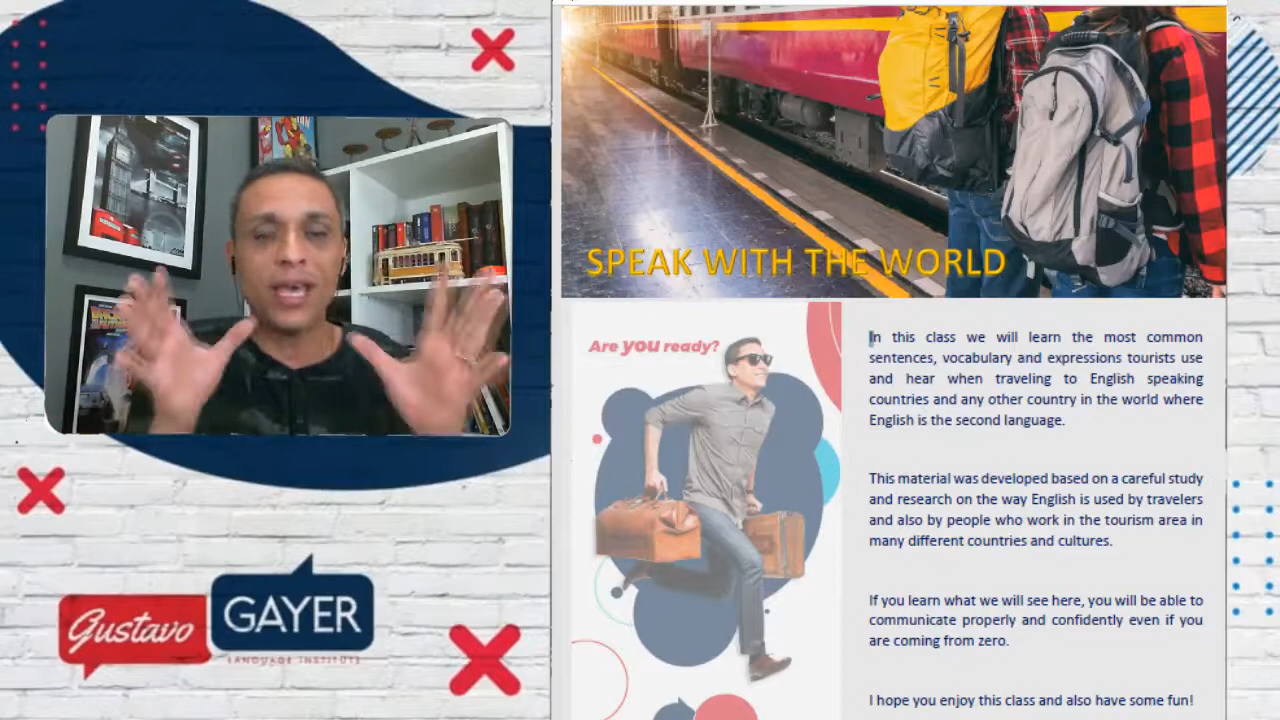 SPEAK WITH THE WORLD
Are you ready?
In this class we will learn the most common
sentences, vocabulary and expressions tourists use
and hear when traveling to English speaking
countries and any other country in the world where
English is the second language.
This material was developed based on a careful study
and research on the way English is used by travelers
and also by people who work in the tourism area in
many different countries and cultures.
If you learn what we will see here, you will be able to
communicate properly and confidently even if you
are coming from zero.
I hope you enjoy this class and also have some fun!
Gustavo
GAYER
LANGUAGE INSTITUTE